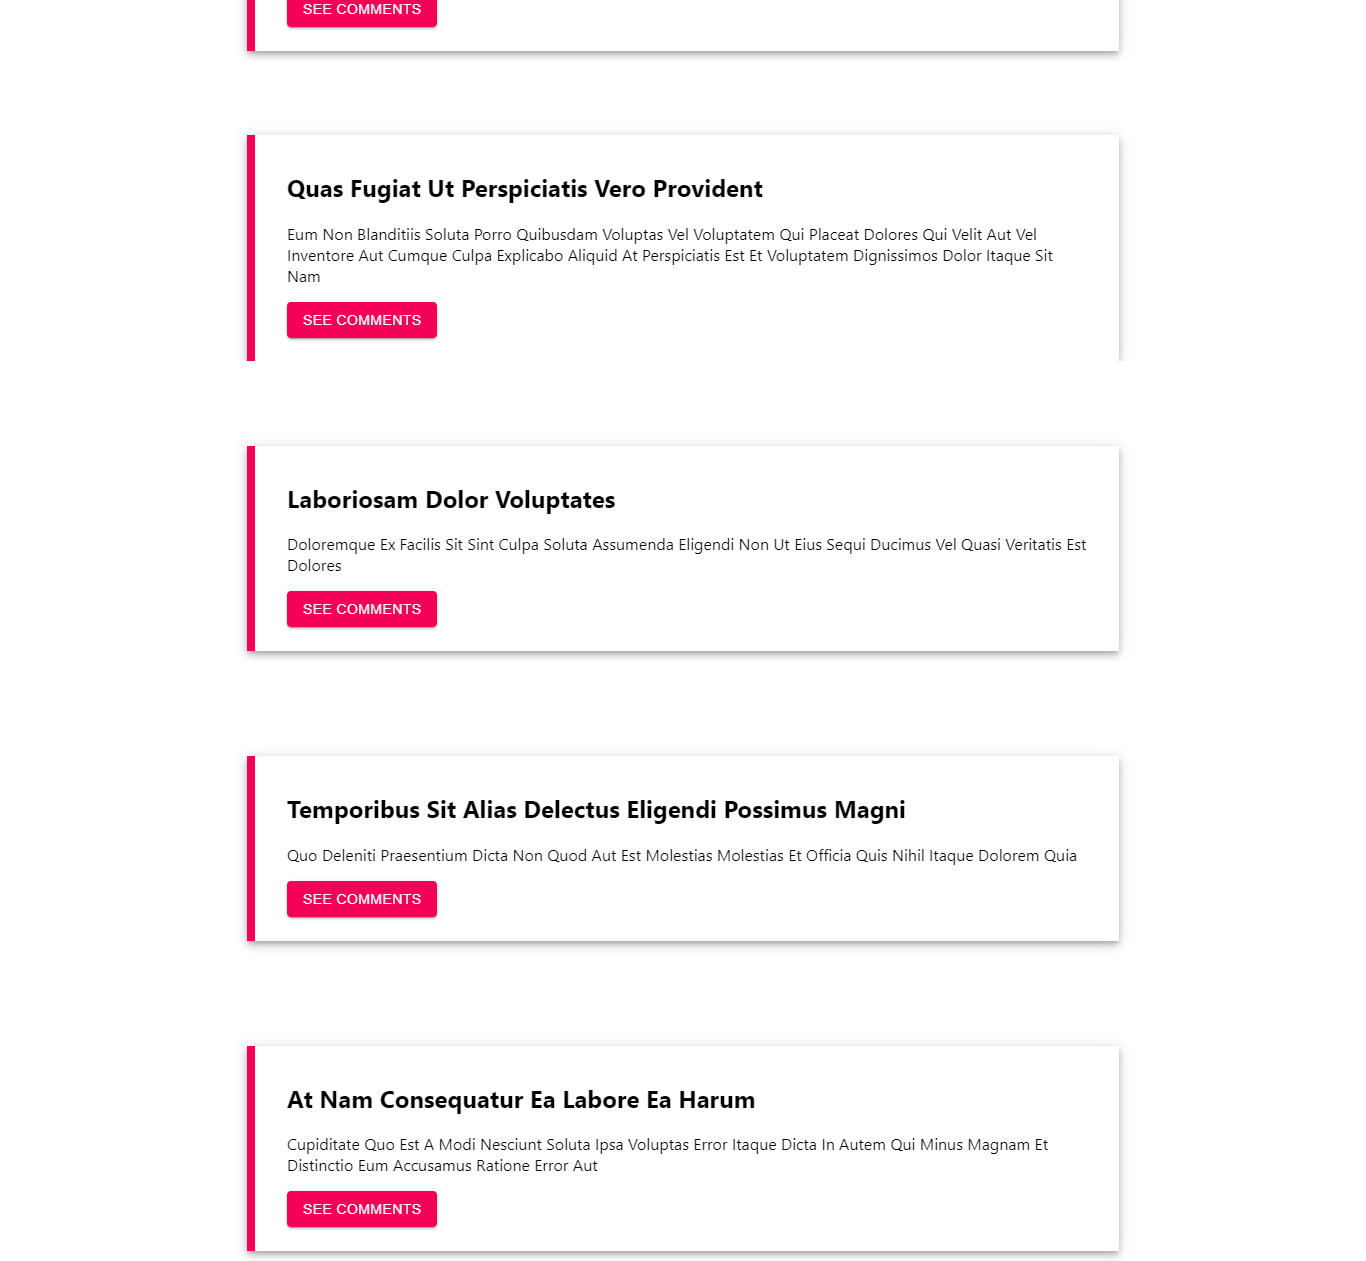 SEE COMMENTS
Quas Fugiat Ut Perspiciatis Vero Provident
Eum Non Blanditiis Soluta Porro Quibusdam Voluptas Vel Voluptatem Qui Placeat Dolores Qui Velit Aut Vel
Inventore Aut Cumque Culpa Explicabo Aliquid At Perspiciatis Est Et Voluptatem Dignissimos Dolor Itaque Sit
Nam
SEE COMMENTS
Laboriosam Dolor Voluptates
Doloremque Ex Facilis Sit Sint Culpa Soluta Assumenda Eligendi Non Ut Eius Sequi Ducimus Vel Quasi Veritatis Est
Dolores
SEE COMMENTS
Temporibus Sit Alias Delectus Eligendi Possimus Magni
Quo Deleniti Praesentium Dicta Non Quod Aut Est Molestias Molestias Et Officia Quis Nihil Itaque Dolorem Quia
SEE COMMENTS
At Nam Consequatur Ea Labore Ea Harum
Cupiditate Quo Est A Modi Nesciunt Soluta Ipsa Voluptas Error Itaque Dicta In Autem Qui Minus Magnam Et
Distinctio Eum Accusamus Ratione Error Aut
SEE COMMENTS